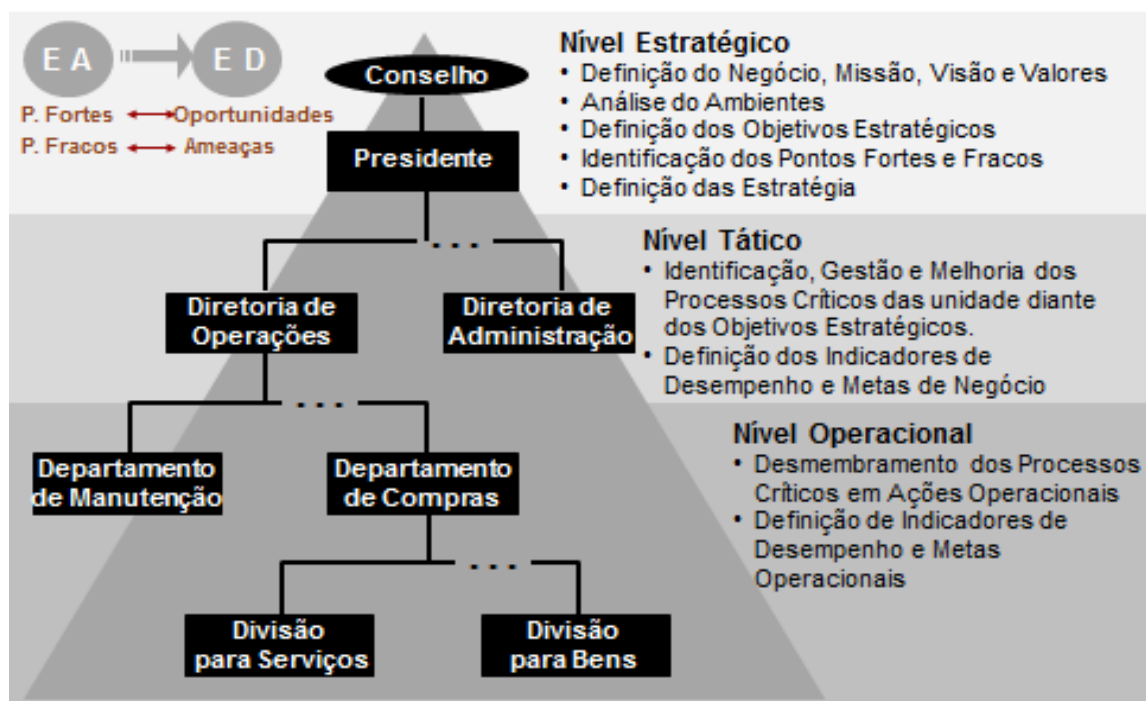 E A
E D
P. Fortes
Oportunidades
P. Fracos
Ameaças
Conselho
Presidente
Nível Estratégico
• Definição do Negócio, Missão, Visão e Valores
• Análise do Ambientes
• Definição dos Objetivos Estratégicos
• Identificação dos Pontos Fortes e Fracos
• Definição das Estratégia
. . .
Diretoria de
Operações
Diretoria de
Administração
Nível Tático
• Identificação, Gestão e Melhoria dos
Processos Críticos das unidade diante
dos Objetivos Estratégicos.
• Definição dos Indicadores de
Desempenho e Metas de Negócio
. . .
Departamento
de Manutenção
Departamento
de Compras
Nível Operacional
• Desmembramento dos Processos
Críticos em Ações Operacionais
• Definição de Indicadores de
Desempenho e Metas
Operacionais
. . .
Divisão
para Serviços
Divisão
para Bens